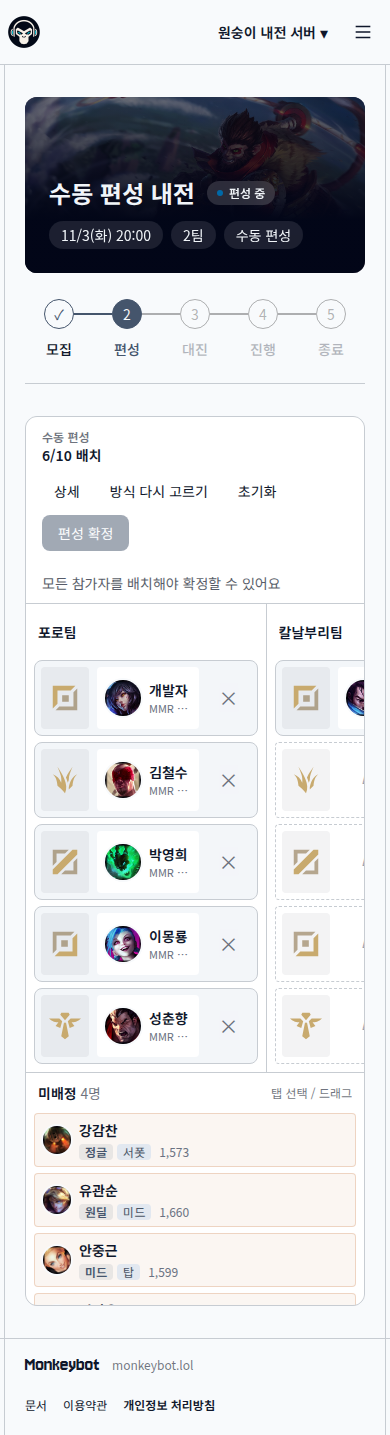 원숭이 내전 서버 ▾
수동 편성 내전
편성 중
11/3(화) 20:00 2팀 수동 편성
✓ 2 3 4 5
모집 편성 대진 진행 종료
수동 편성
6/10 배치
상세 방식 다시 고르기 초기화
편성 확정
모든 참가자를 배치해야 확정할 수 있어요
포로팀 칼날부리팀
개발자
MMR ...
김철수
MMR ...
박영희
MMR ...
이몽룡
MMR ...
성춘향
MMR ...
미배정 4명 탭 선택 / 드래그
강감찬
정글 서폿 1,573
유관순
원딜 미드 1,660
안중근
미드 탑 1,599
Monkeybot monkeybot.lol
문서 이용약관 개인정보 처리방침